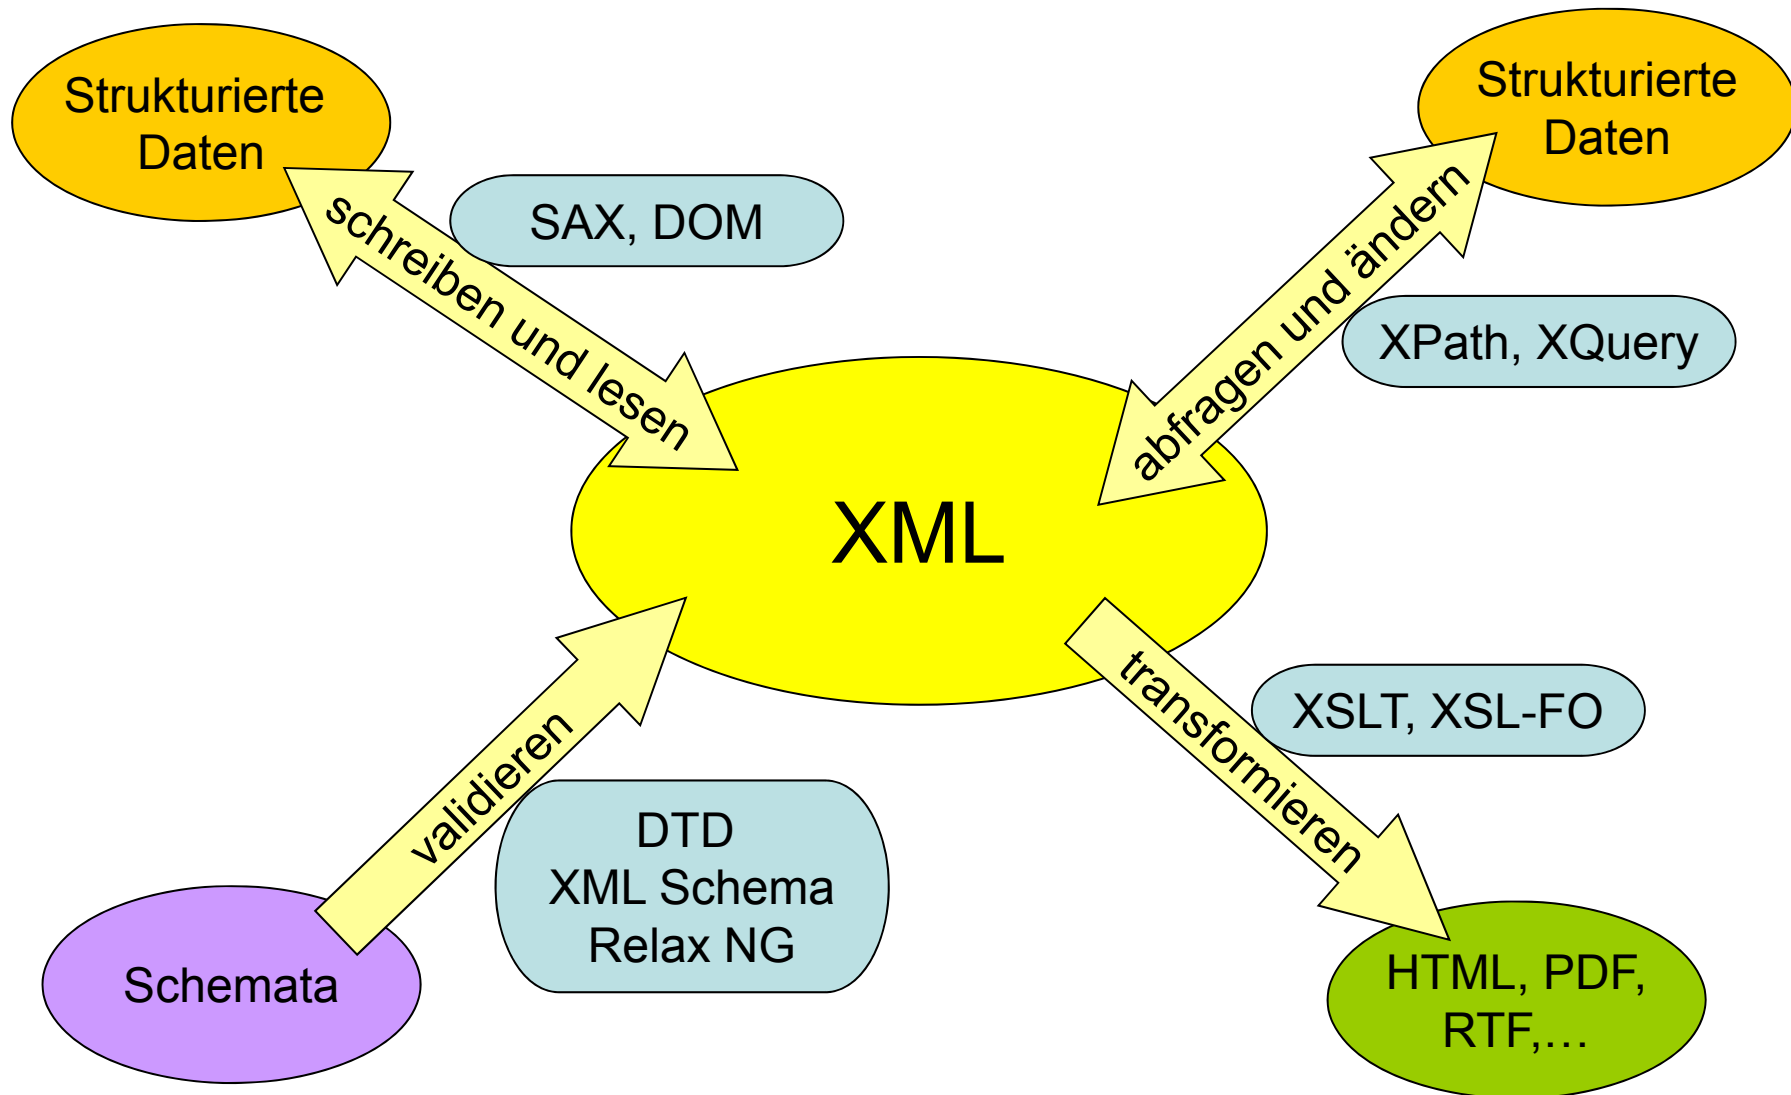 Strukturierte
Daten
schreiben und lesen
SAX, DOM
Strukturierte
Daten
abfragen und ändern
XPath, XQuery
XML
validieren
DTD
XML Schema
Relax NG
Schemata
transformieren
XSLT, XSL-FO
HTML, PDF,
RTF,…